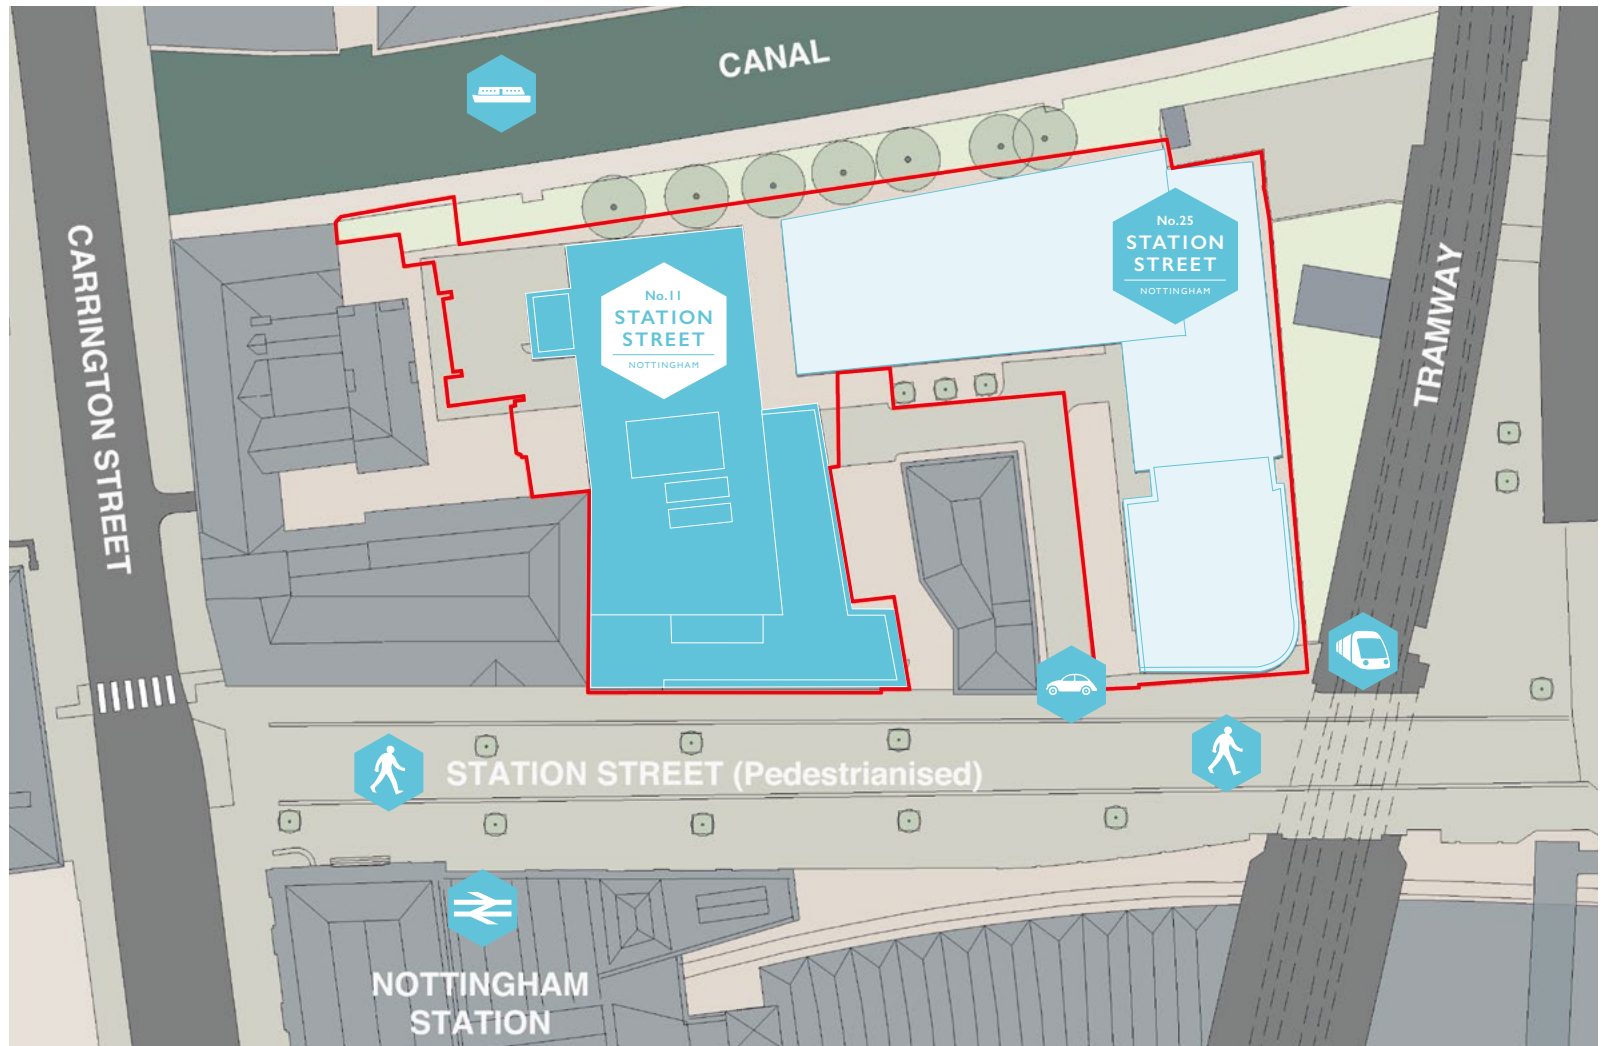 CANAL
No.25
STATION
STREET
NOTTINGHAM
CARRINGTON STREET
No.11
STATION
STREET
NOTTINGHAM
TRAMWAY
STATION STREET (Pedestrianised)
NOTTINGHAM
STATION